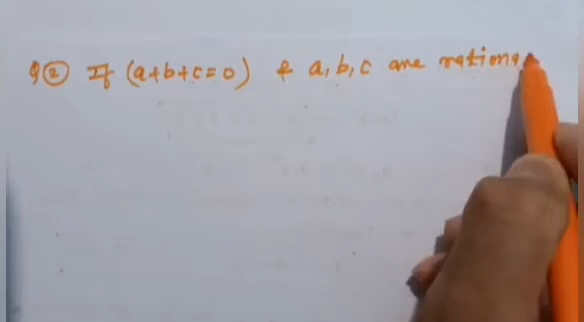 Q② If (a+b+c=0) & a, b, c are rationa